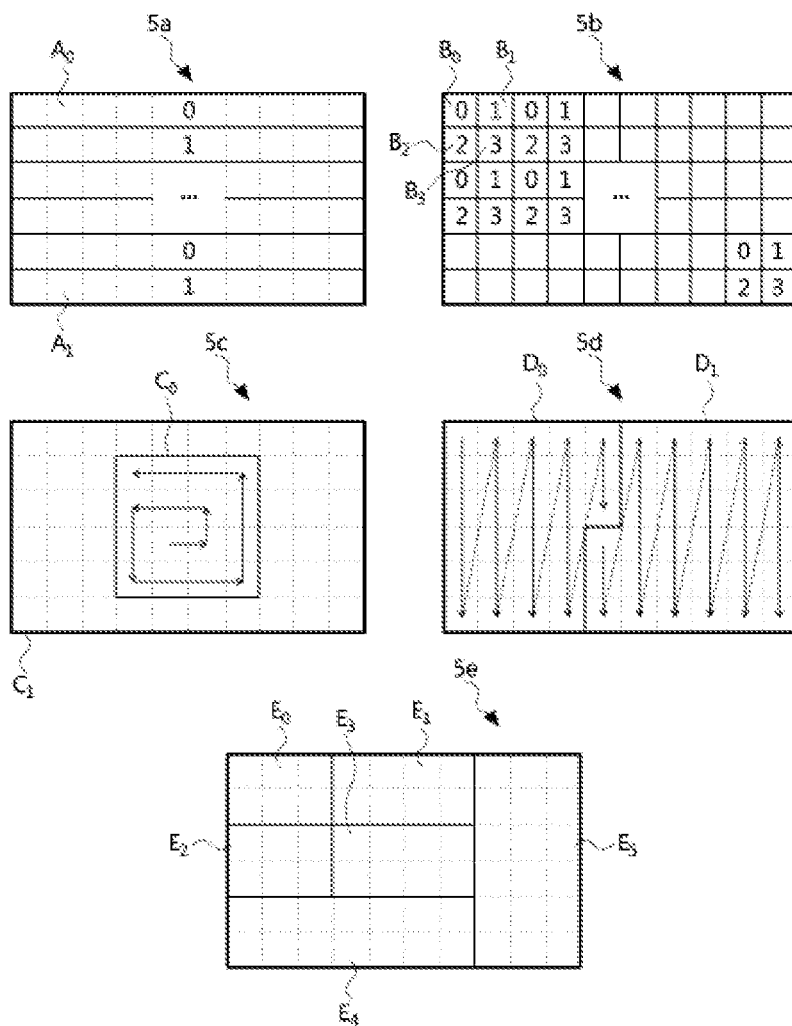 5a
A₀
0
1
...
0
1
A₁
5b
B₀ B₁
0 1 0 1
B₂ 2 3 2 3
B₃ 0 1 0 1
2 3 2 3
...
0 1
2 3
5c
C₀
C₁
5d
D₀ D₁
5e
E₀ E₃ E₁
E₂ E₅
E₄